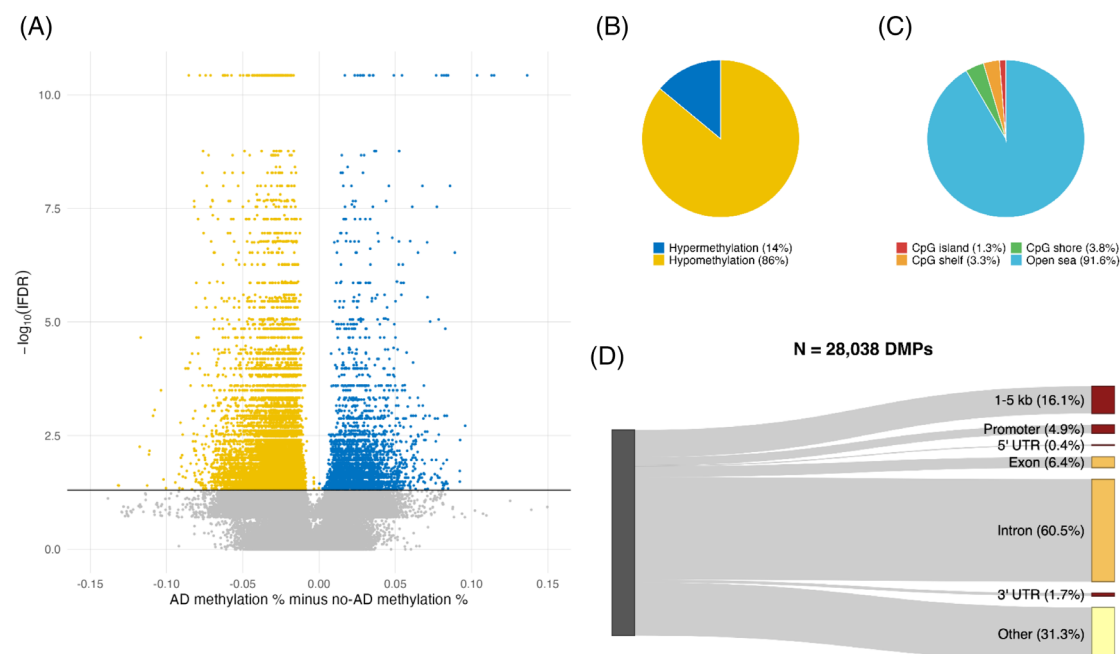 (A)
(B)
(C)
10.0
7.5
5.0
2.5
0.0
−log10(lFDR)
-0.15
-0.10
-0.05
0.00
0.05
0.10
0.15
AD methylation % minus no-AD methylation %
Hypermethylation (14%)
Hypomethylation (86%)
CpG island (1.3%)
CpG shore (3.8%)
CpG shelf (3.3%)
Open sea (91.6%)
(D)
N = 28,038 DMPs
1-5 kb (16.1%)
Promoter (4.9%)
5' UTR (0.4%)
Exon (6.4%)
Intron (60.5%)
3' UTR (1.7%)
Other (31.3%)